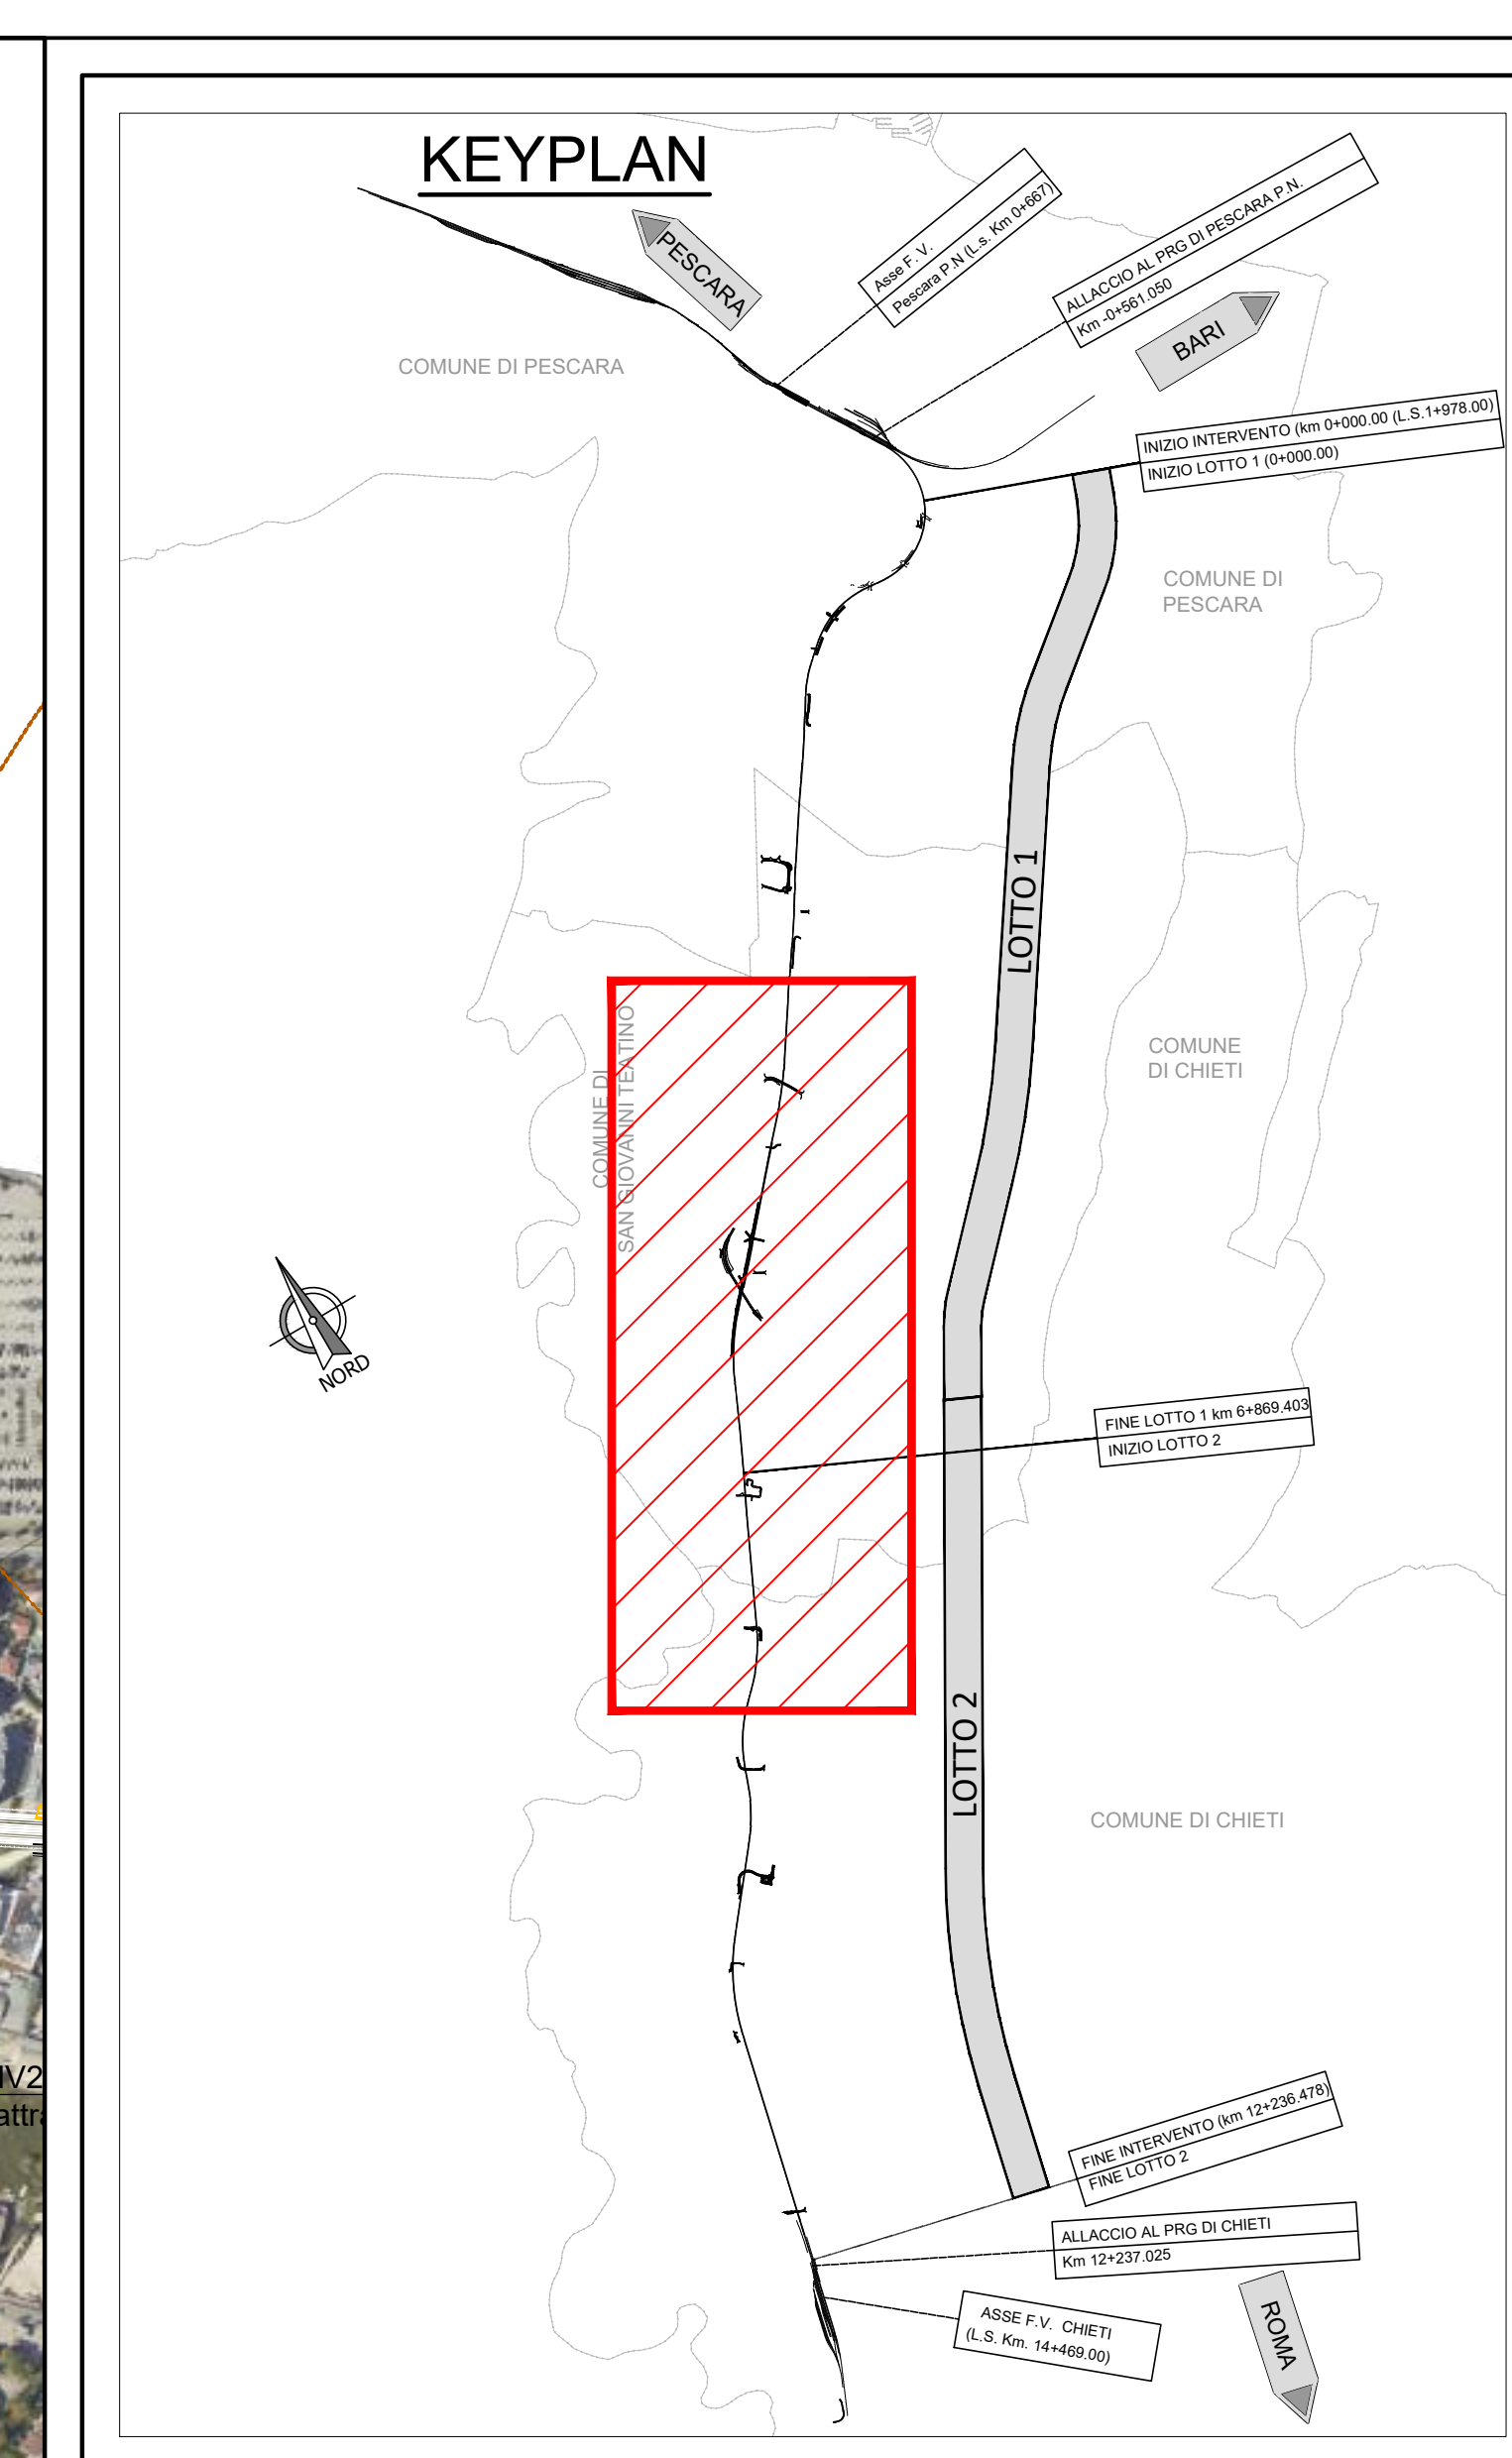 KEYPLAN
PESCARA
Asse F. V.
Pescara P.N (L.s. Km 0+667)
ALLACCIO AL PRG DI PESCARA P.N.
Km -0+561.050
BARI
COMUNE DI PESCARA
INIZIO INTERVENTO (km 0+000.00 (L.S.1+978.00)
INIZIO LOTTO 1 (0+000.00)
COMUNE DI
PESCARA
LOTTO 1
COMUNE DI
SAN GIOVANNI TEATINO
COMUNE
DI CHIETI
NORD
FINE LOTTO 1 km 6+869.403
INIZIO LOTTO 2
LOTTO 2
COMUNE DI CHIETI
IV2
attra
FINE INTERVENTO (km 12+236.478)
FINE LOTTO 2
ALLACCIO AL PRG DI CHIETI
Km 12+237.025
ASSE F.V. CHIETI
(L.S. Km. 14+469.00)
ROMA